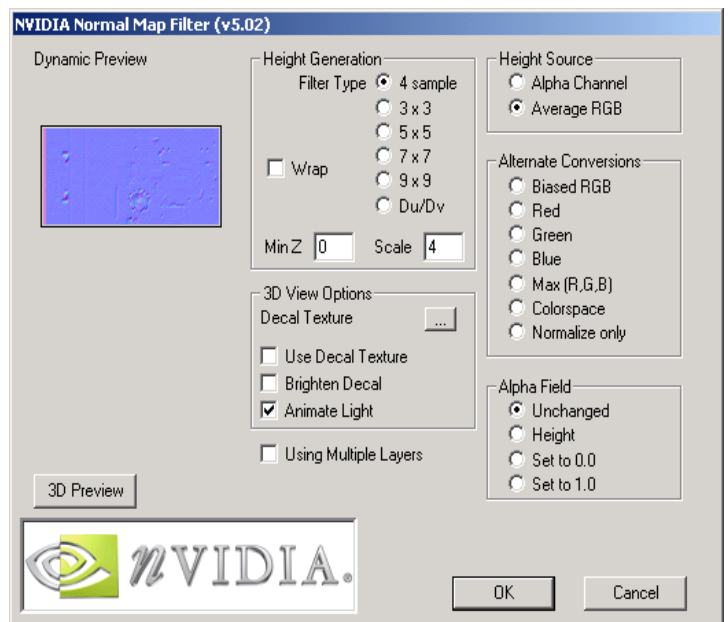 NVIDIA Normal Map Filter (v5.02)
Dynamic Preview
Height Generation
Filter Type
4 sample
3 x 3
5 x 5
7 x 7
9 x 9
Du/Dv
Wrap
Min Z 0
Scale 4
3D View Options
Decal Texture
...
Use Decal Texture
Brighten Decal
Animate Light
Using Multiple Layers
Height Source
Alpha Channel
Average RGB
Alternate Conversions
Biased RGB
Red
Green
Blue
Max (R,G,B)
Colorspace
Normalize only
Alpha Field
Unchanged
Height
Set to 0.0
Set to 1.0
3D Preview
nVIDIA.
OK
Cancel